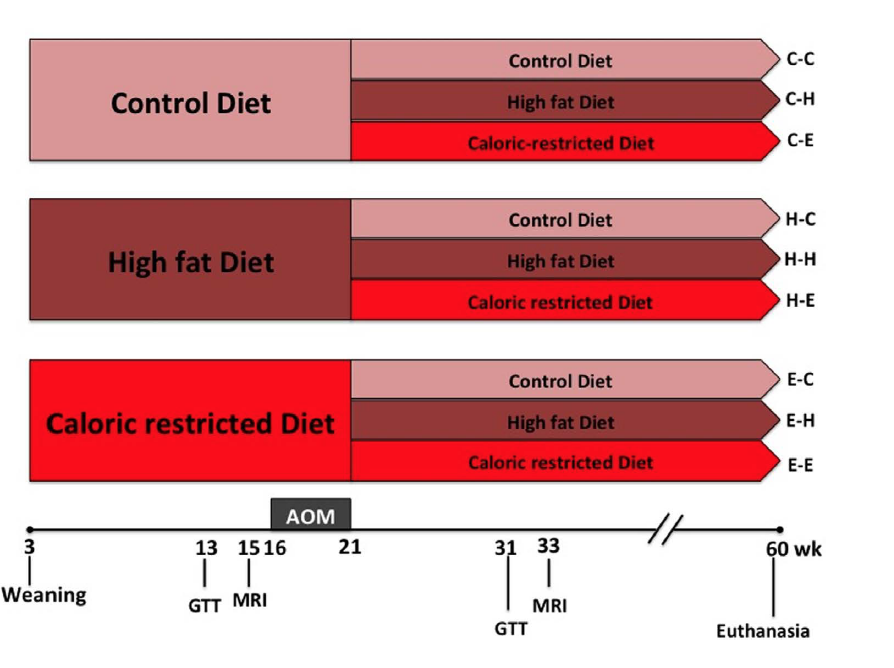 Control Diet
Control Diet
C-C
High fat Diet
C-H
Caloric-restricted Diet
C-E
High fat Diet
Control Diet
H-C
High fat Diet
H-H
Caloric restricted Diet
H-E
Caloric restricted Diet
Control Diet
E-C
High fat Diet
E-H
Caloric restricted Diet
E-E
AOM
3 13 15 16 21 31 33 60 wk
Weaning GTT MRI GTT MRI Euthanasia